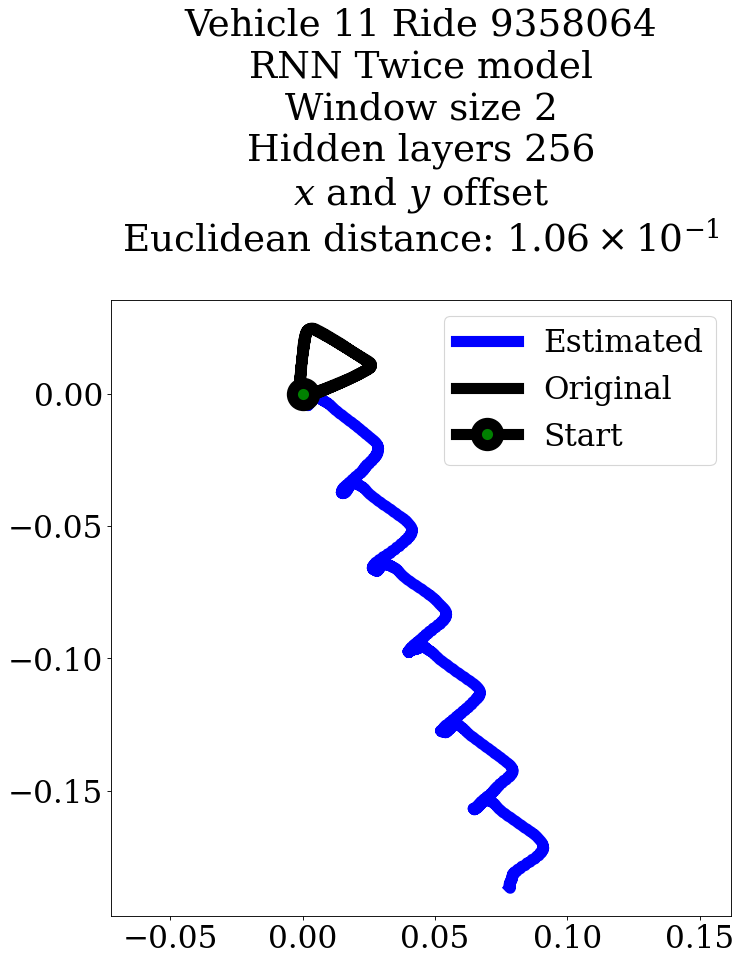 Vehicle 11 Ride 9358064
RNN Twice model
Window size 2
Hidden layers 256
x and y offset
Euclidean distance: 1.06 × 10⁻¹
Estimated
Original
Start
0.00
−0.05
−0.10
−0.15
−0.05 0.00 0.05 0.10 0.15